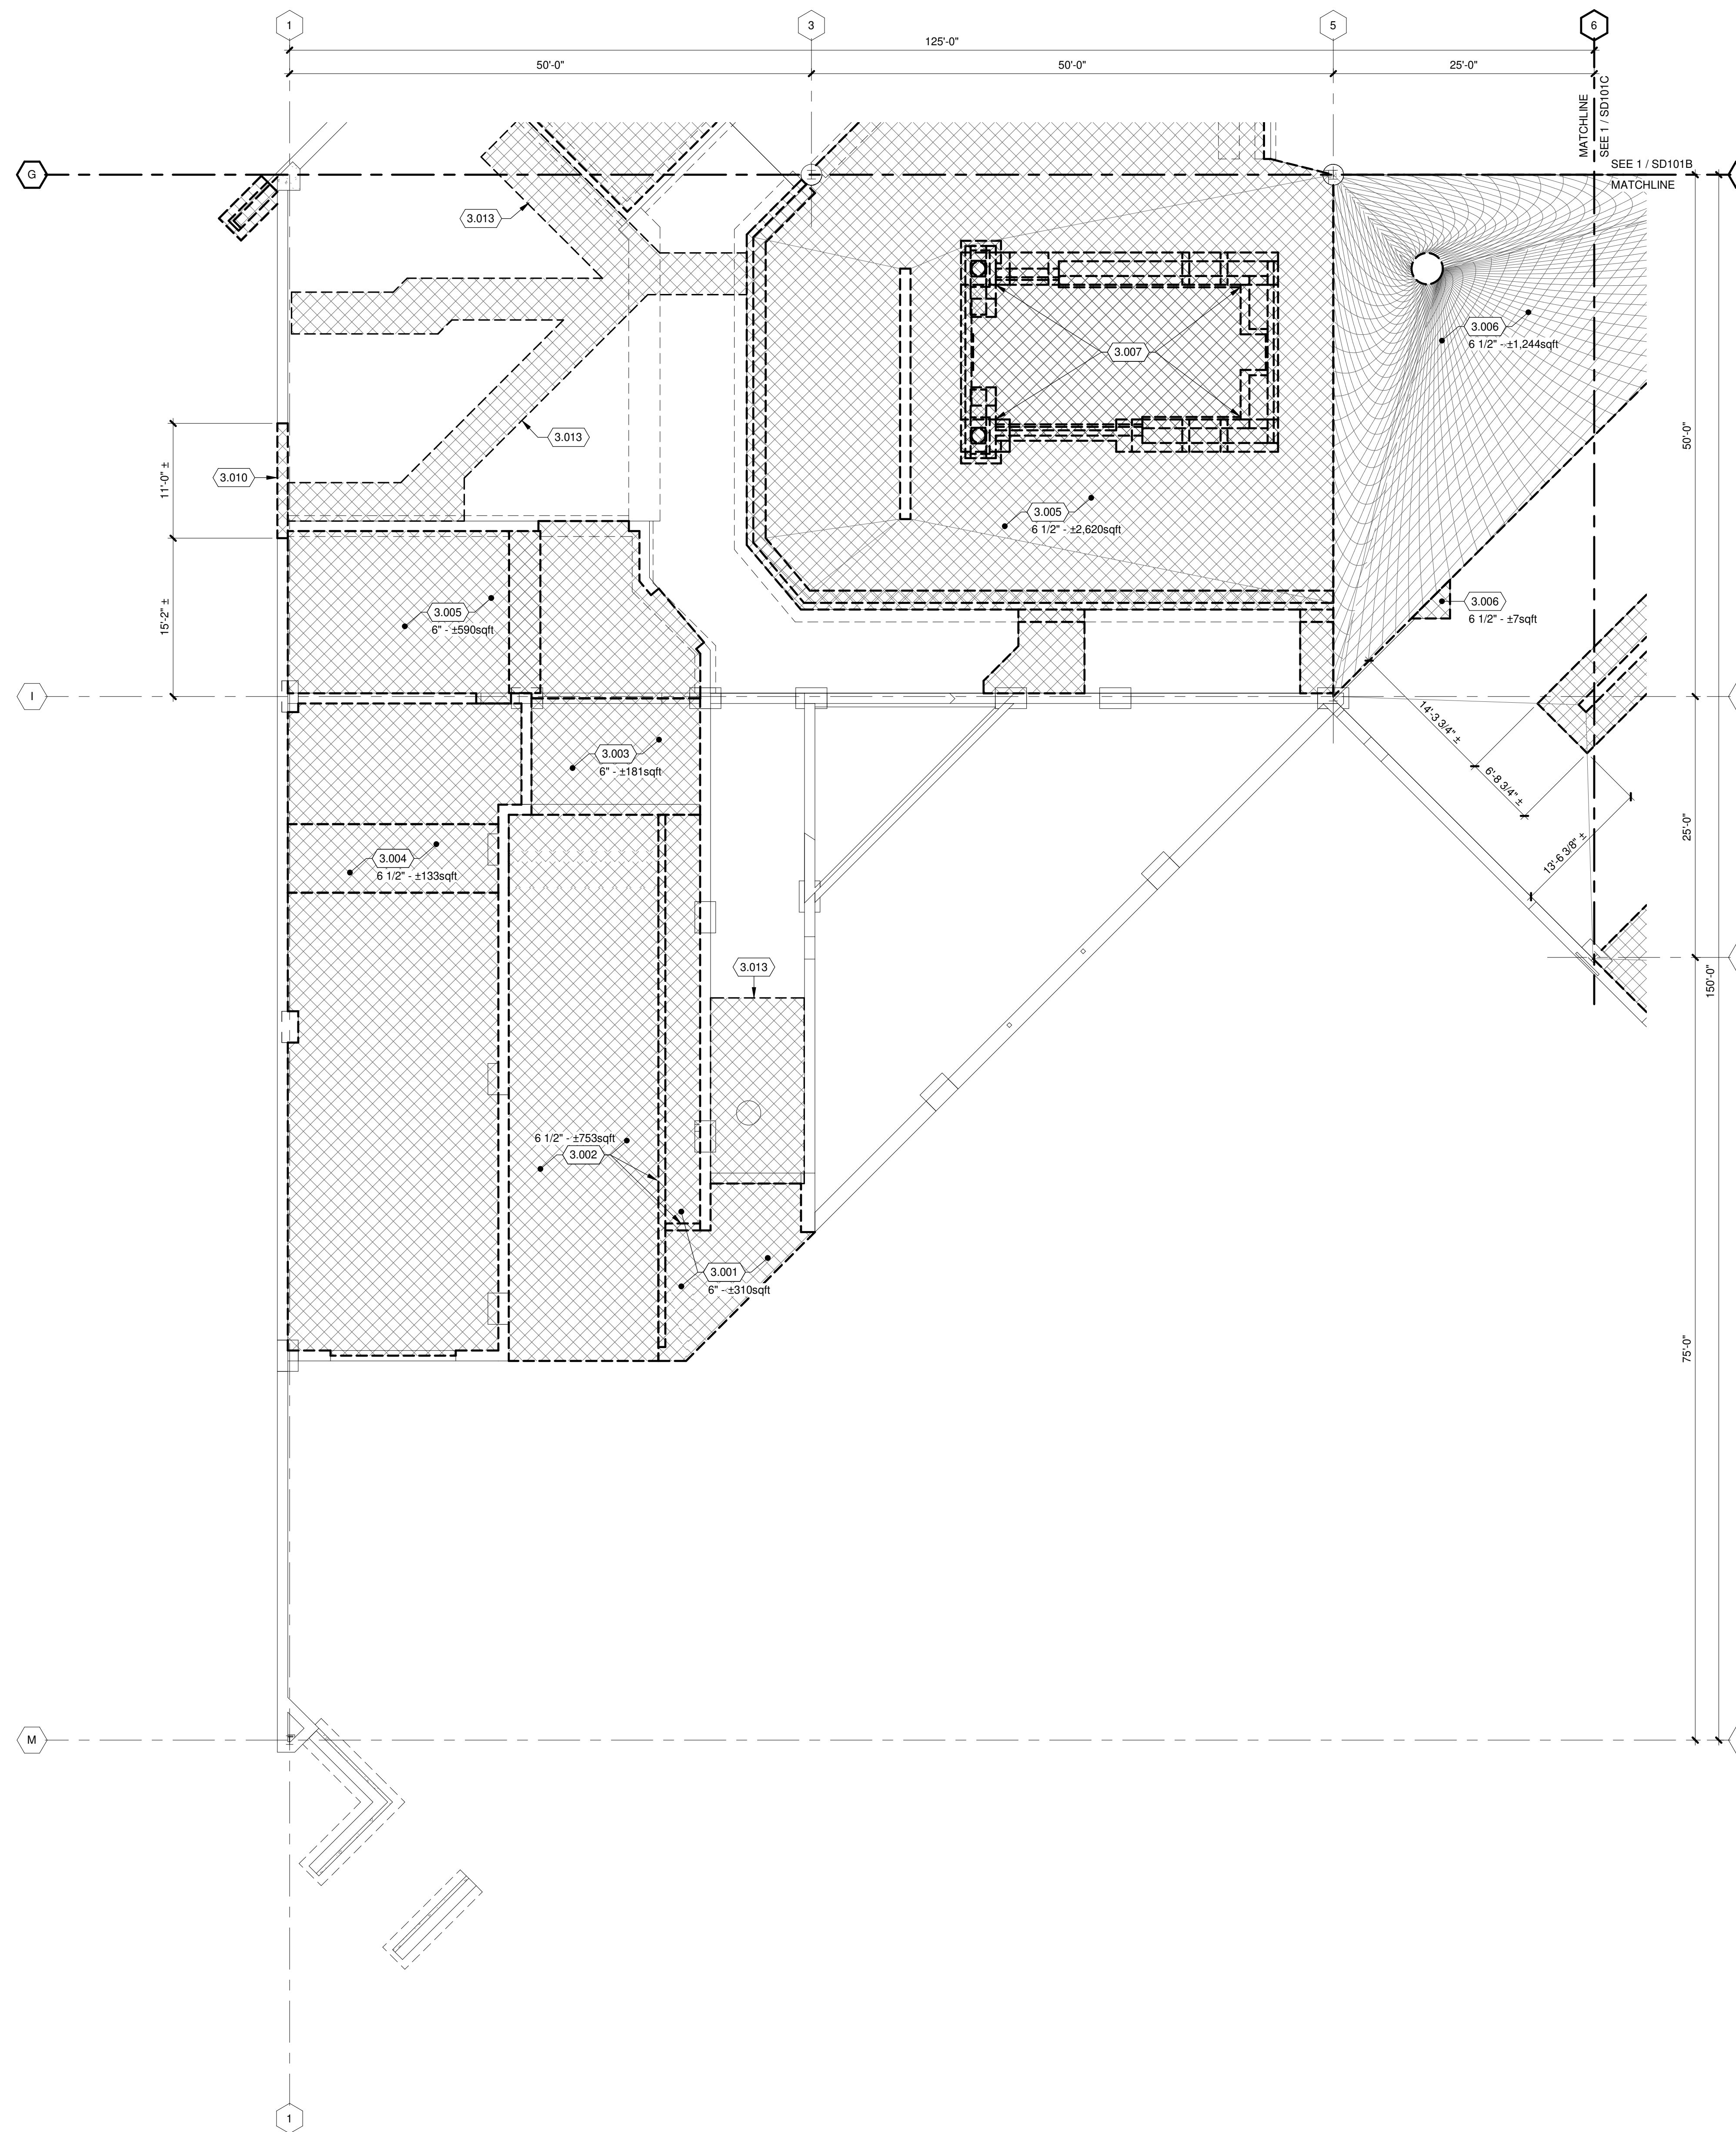 1
3
5
6
125'-0"
50'-0"
50'-0"
25'-0"
MATCHLINE
SEE 1 / SD101C
SEE 1 / SD101B
MATCHLINE
G
3.013
3.006
6 1/2" - ±1,244sqft
3.007
3.013
50'-0"
11'-0" ±
3.010
3.005
6 1/2" - ±2,620sqft
15'-2" ±
3.005
6" - ±590sqft
3.006
6 1/2" - ±7sqft
I
14'-3 3/4" ±
3.003
6" - ±181sqft
6'-8 3/4" ±
25'-0"
13'-6 3/8" ±
3.004
6 1/2" - ±133sqft
3.013
150'-0"
6 1/2" - ±753sqft
3.002
3.001
6" - ±310sqft
75'-0"
M
1